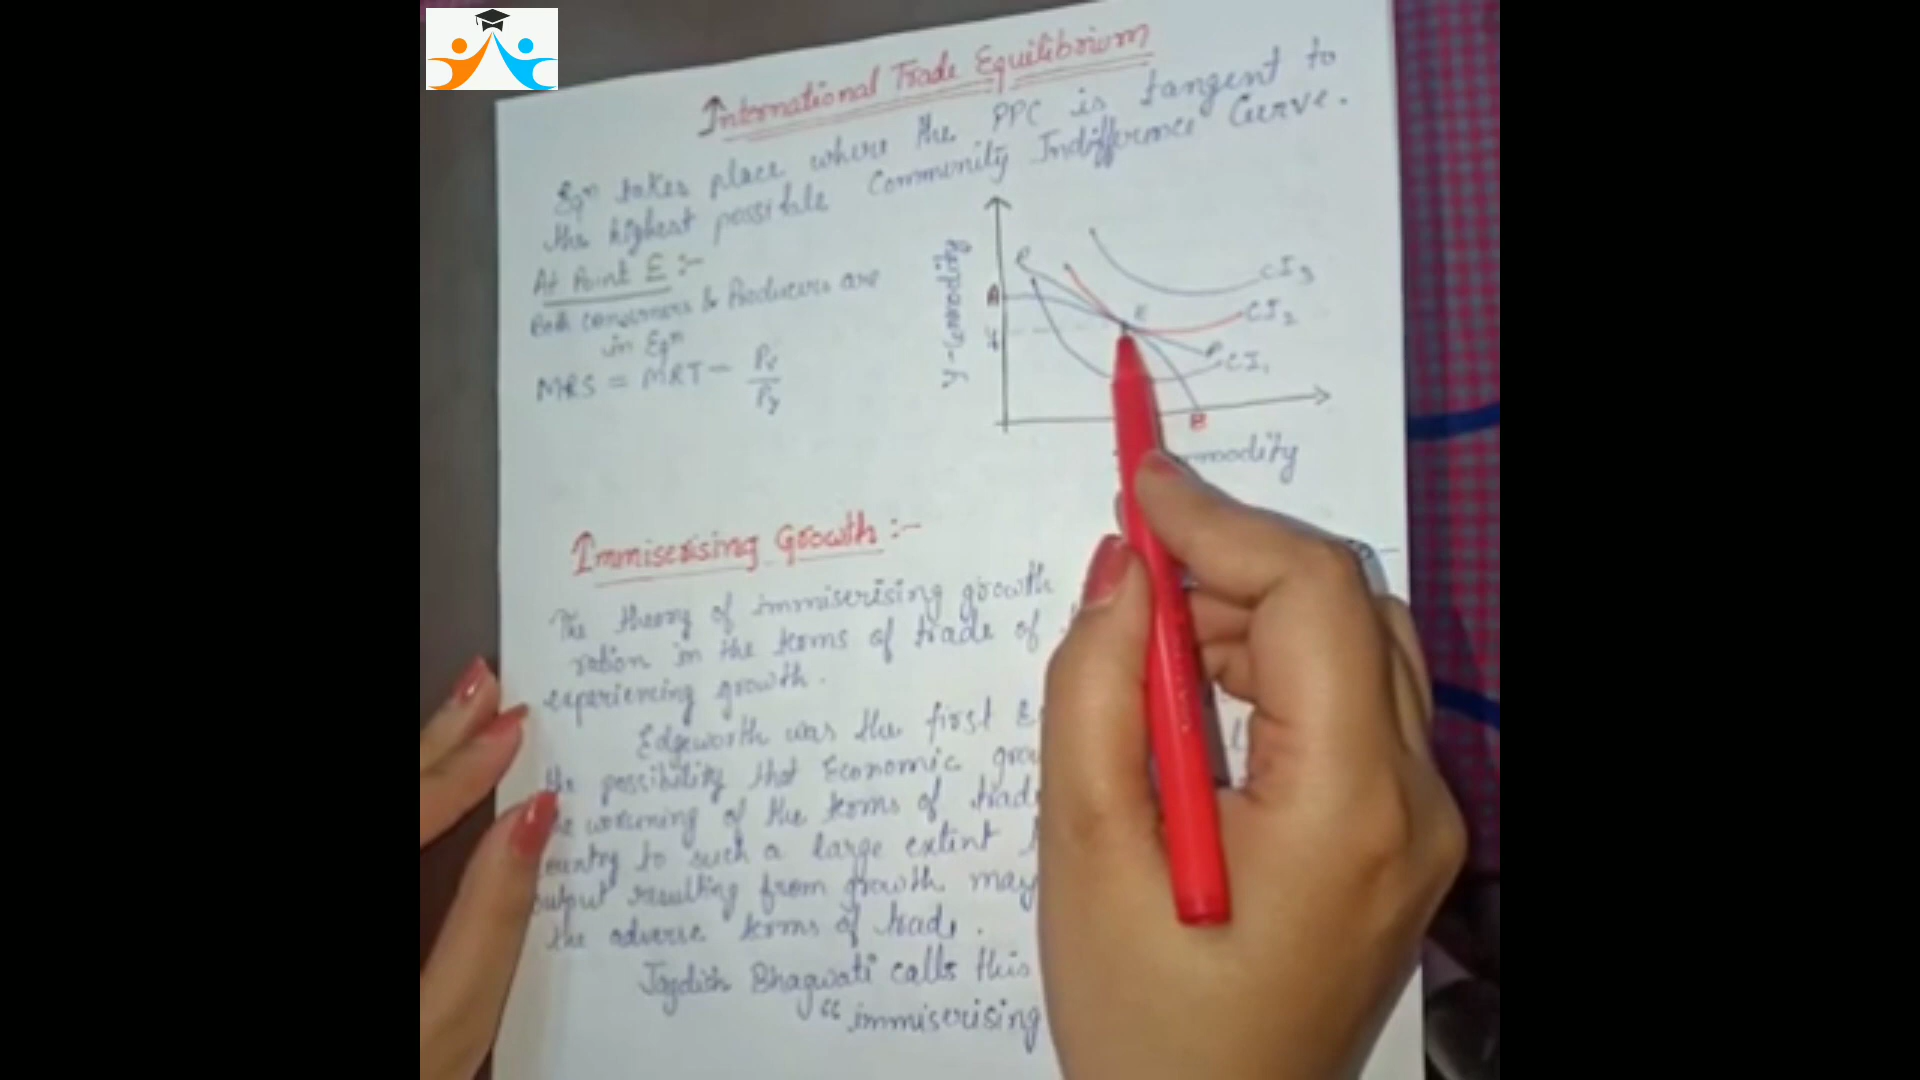 International Trade Equilibrium
Eqn takes place where the PPC is tangent to
the highest possible Community Indifference Curve.
At Point E :-
Both consumers & Producers are
in Eqn
MRS = MRT =
Y-Commodity
P
A
E
CI3
CI2
P
CI1
B
Immiserising Growth :-
The theory of immiserising growth
ration in the terms of trade of
experiencing growth.
Edgeworth was the first
the possibility that Economic
worsening of the terms of
to such a large extent
output resulting from growth may
the adverse terms of trade.
Jagdish Bhagwati calls this
"immiserising